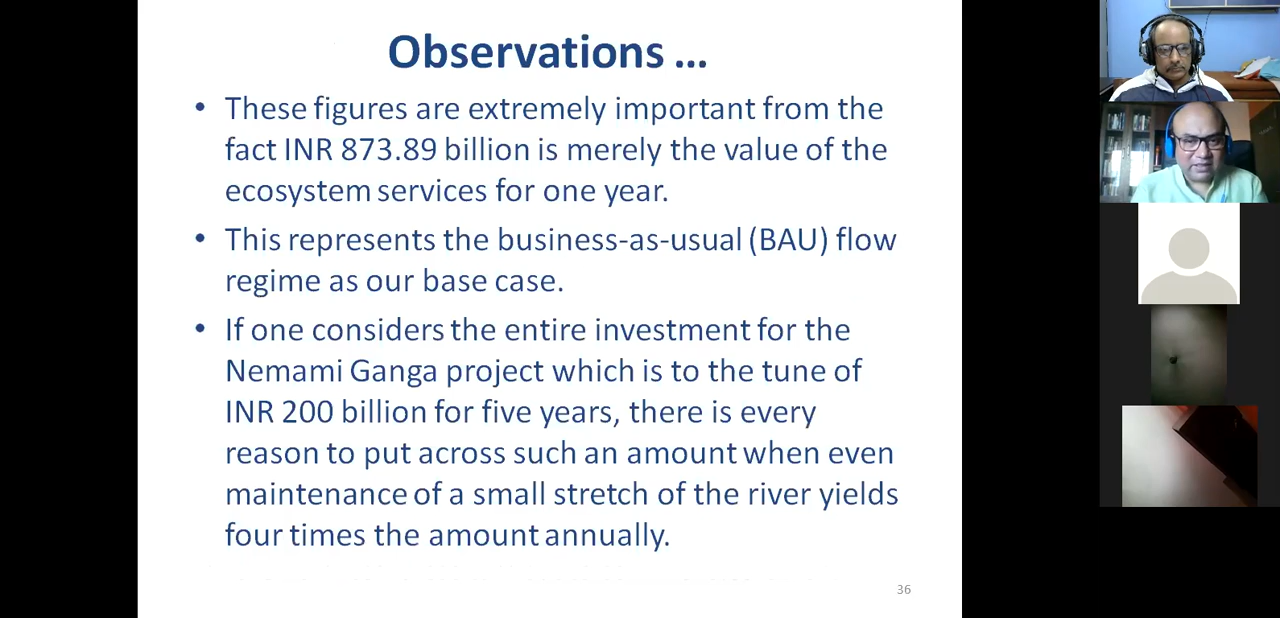 Observations ...
• These figures are extremely important from the
fact INR 873.89 billion is merely the value of the
ecosystem services for one year.
• This represents the business-as-usual (BAU) flow
regime as our base case.
• If one considers the entire investment for the
Nemami Ganga project which is to the tune of
INR 200 billion for five years, there is every
reason to put across such an amount when even
maintenance of a small stretch of the river yields
four times the amount annually.
36